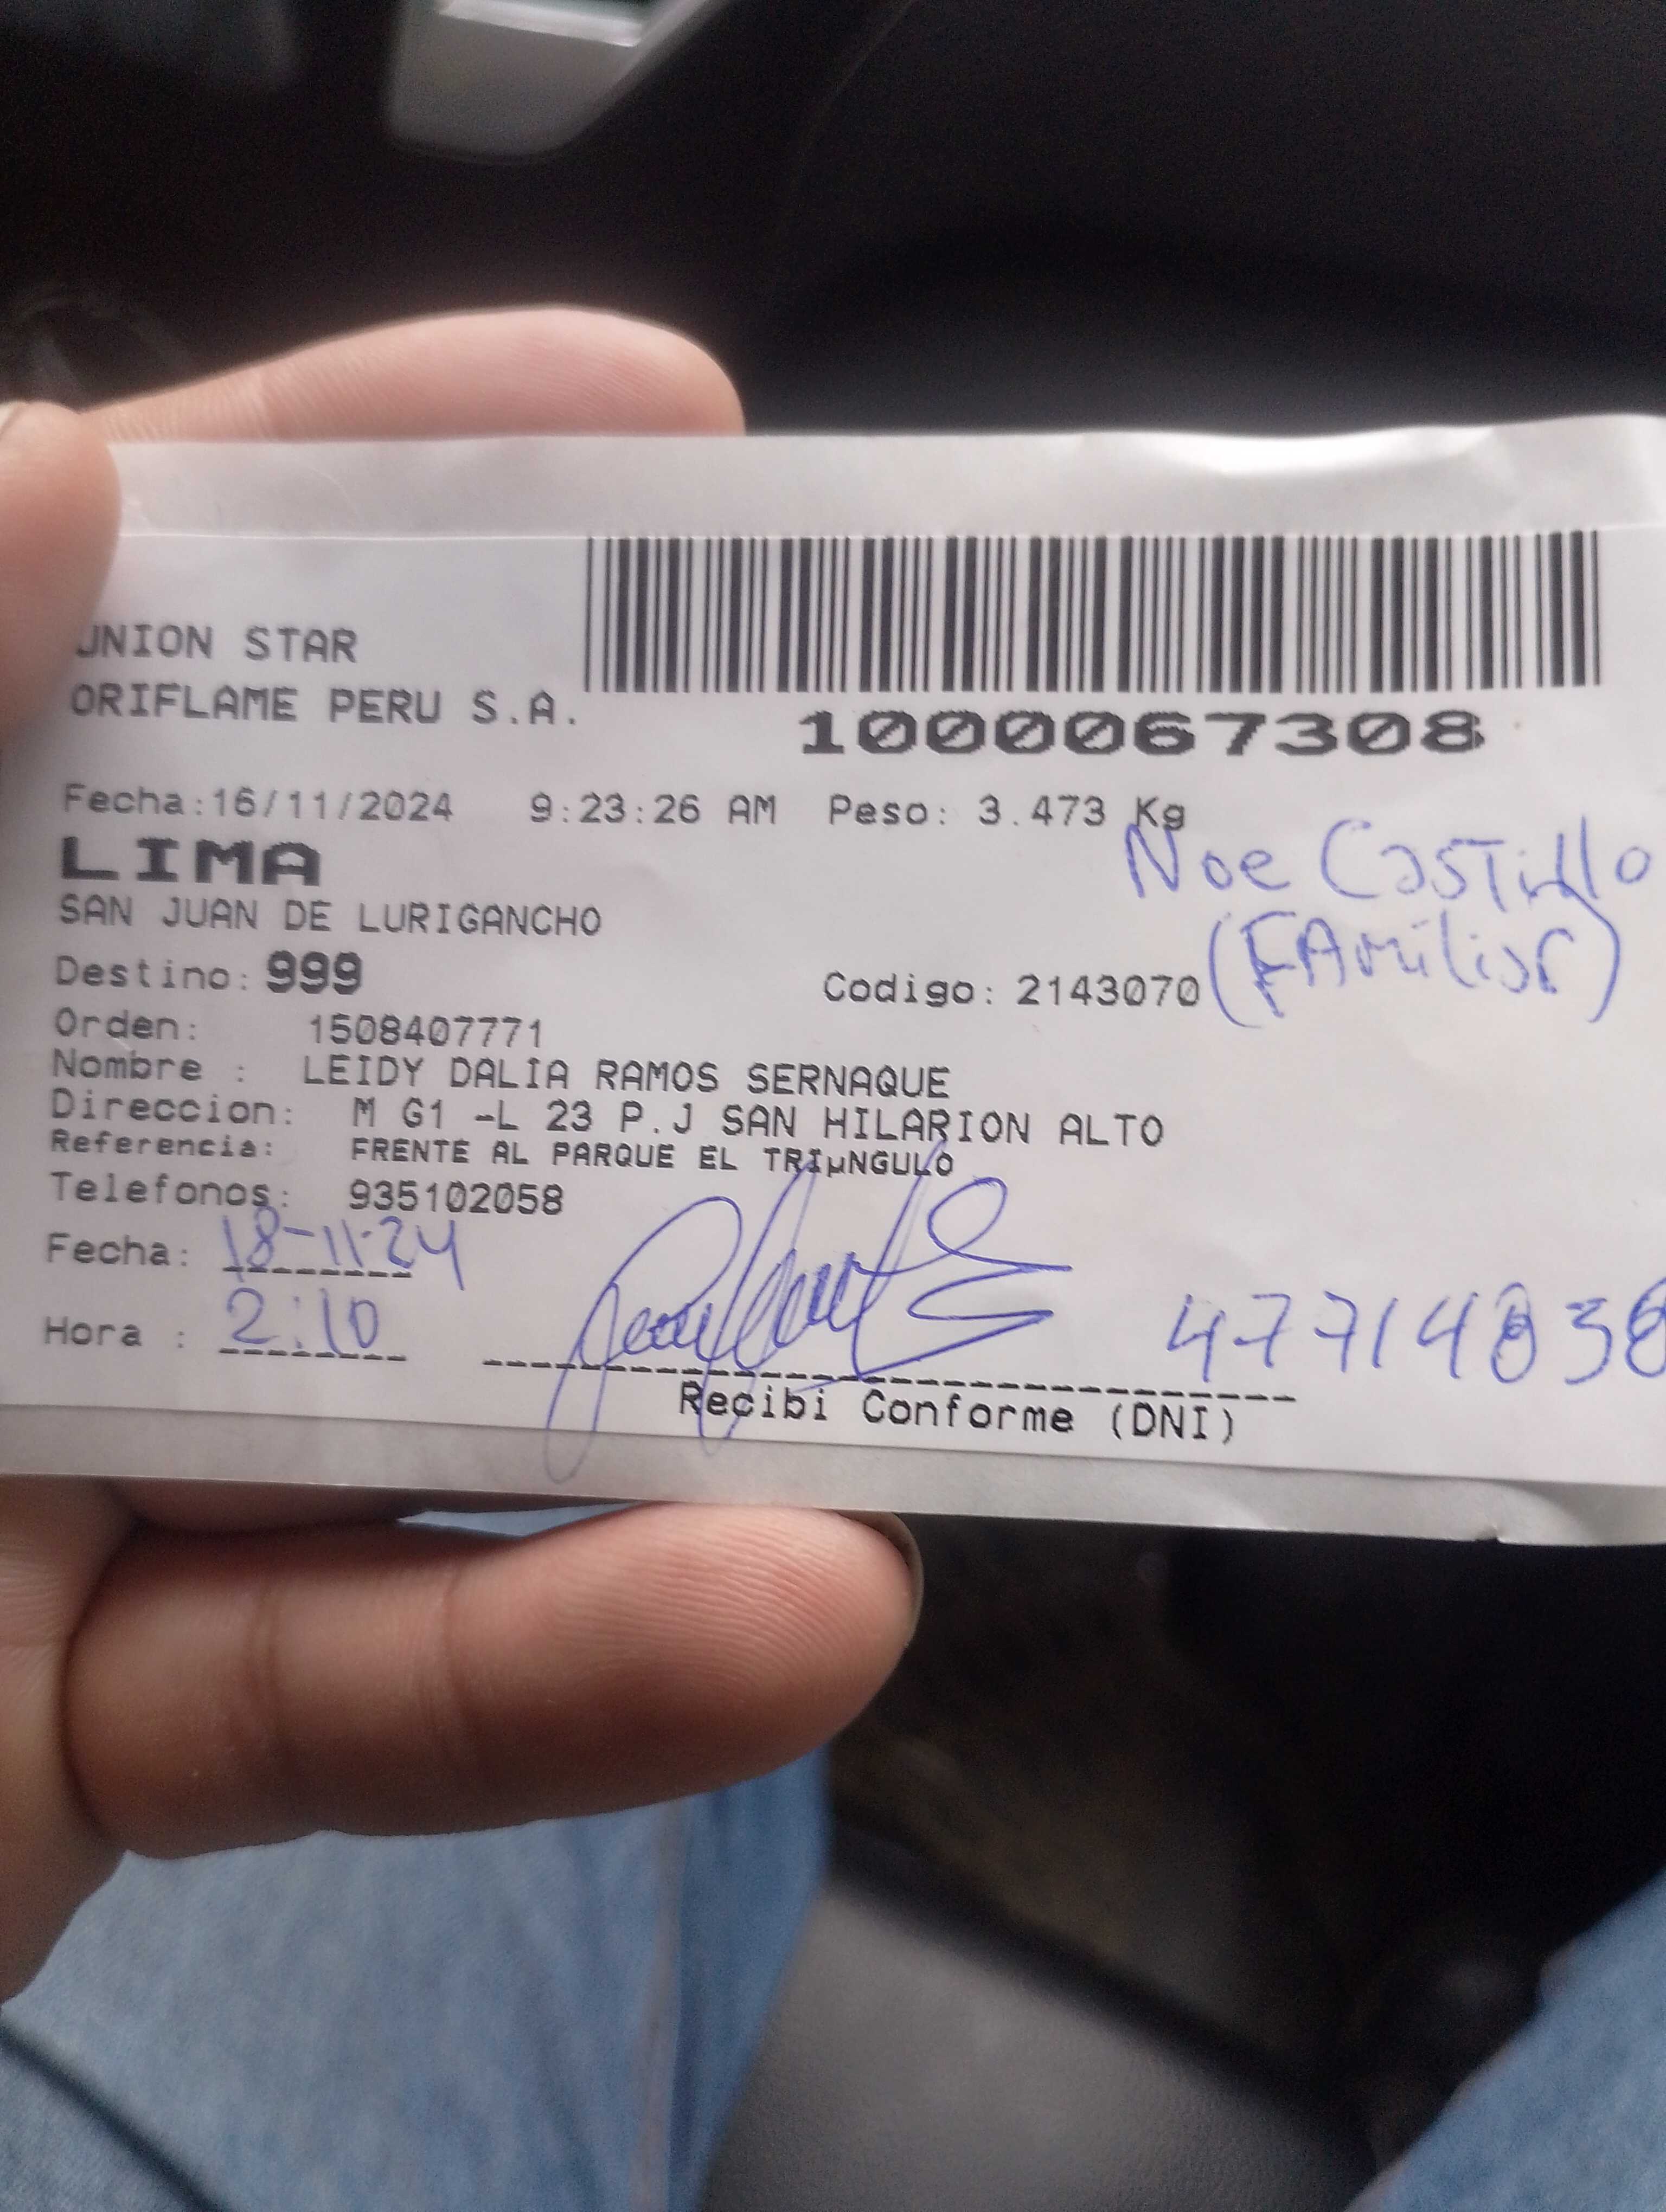 UNION STAR
ORIFLAME PERU S.A.
1000067308
Fecha:16/11/2024 9:23:26 AM Peso: 3.473 Kg
LIMA
Noe Castillo
SAN JUAN DE LURIGANCHO
(FAmiliar)
Destino: 999 Codigo: 2143070
Orden: 1508407771
Nombre : LEIDY DALIA RAMOS SERNAQUE
Direccion: M G1 -L 23 P.J SAN HILARION ALTO
Referencia: FRENTE AL PARQUE EL TRIµNGULO
Telefonos: 935102058
Fecha: 18-11-24
Hora : 2:10
Recibi Conforme (DNI)